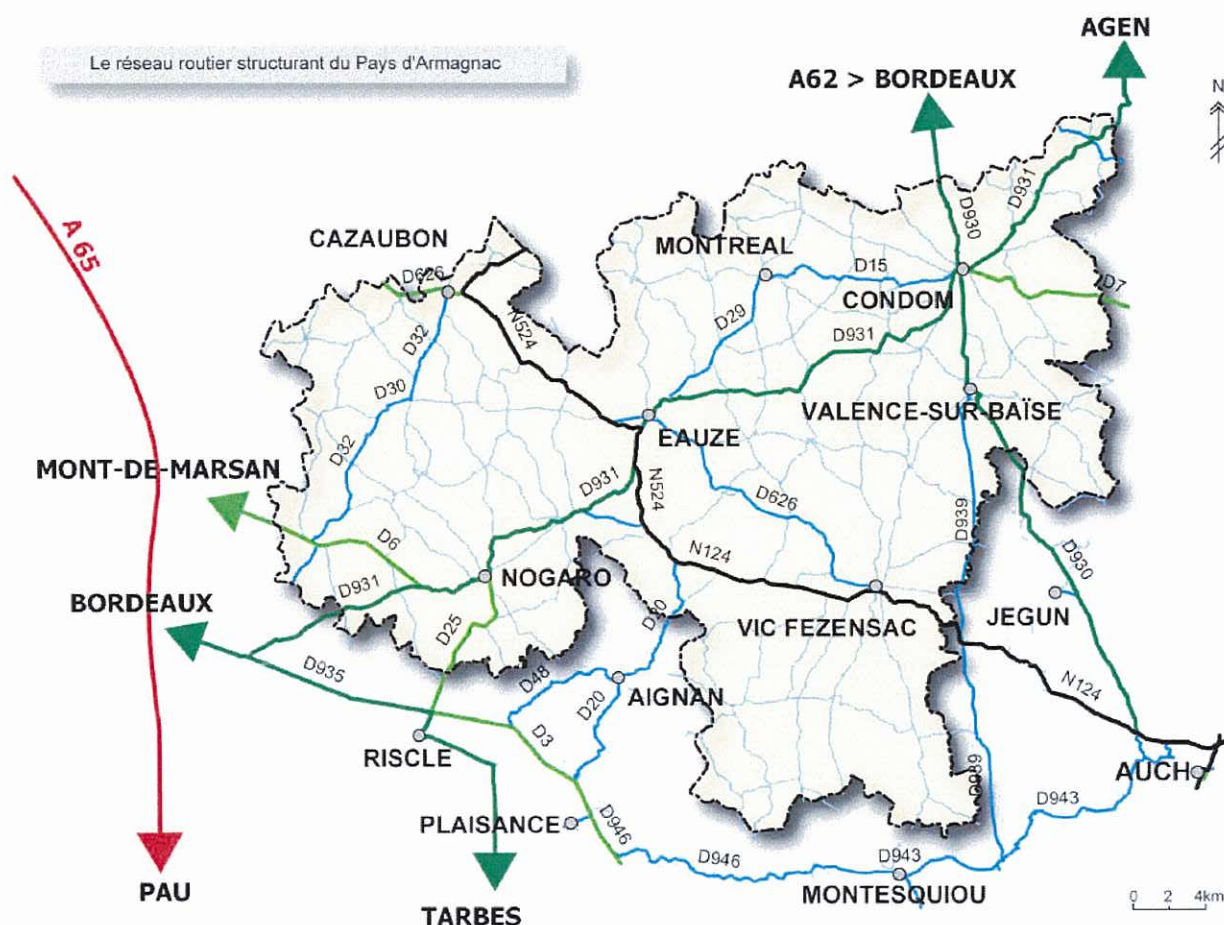 Le réseau routier structurant du Pays d'Armagnac
AGEN
A62 > BORDEAUX
N
A 65
D931
D930
CAZAUBON
D626
MONTREAL
D15
CONDOM
D7
N524
D32
D29
D931
D30
VALENCE-SUR-BAÏSE
EAUZE
D32
MONT-DE-MARSAN
D931
N524
D626
D939
D6
N124
D930
NOGARO
D931
BORDEAUX
JEGUN
D25
D20
VIC FEZENSAC
D935
D48
AIGNAN
D20
N124
D3
RISCLE
AUCH
D939
D943
PLAISANCE
D946
D946
D943
MONTESQUIOU
PAU
TARBES
0 2 4km